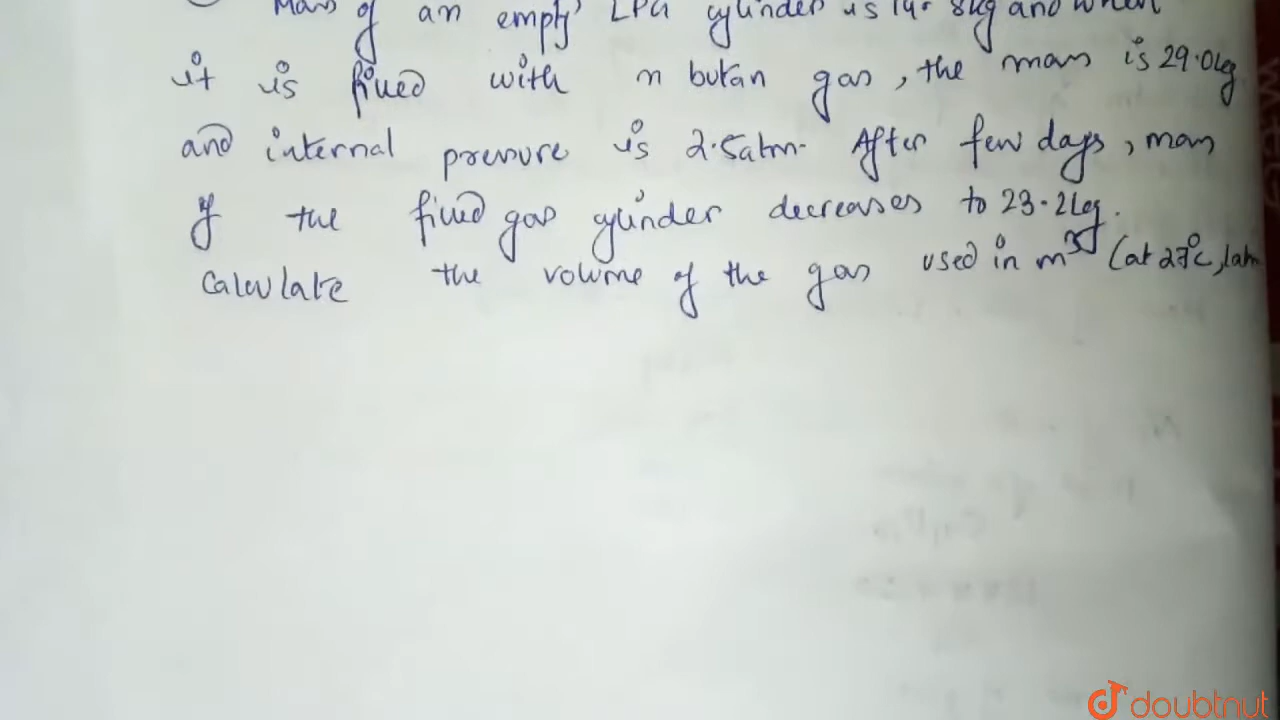 Mass of an empty LPG cylinder is 14.8kg and when
it is filled with n butan gas, the mass is 29.0kg
and internal pressure is 2.5atm. After few days, mass
of the filled gas cylinder decreases to 23.2kg.
Calculate the volume of the gas used in m³ (at 27°C, 1atm
doubtnut